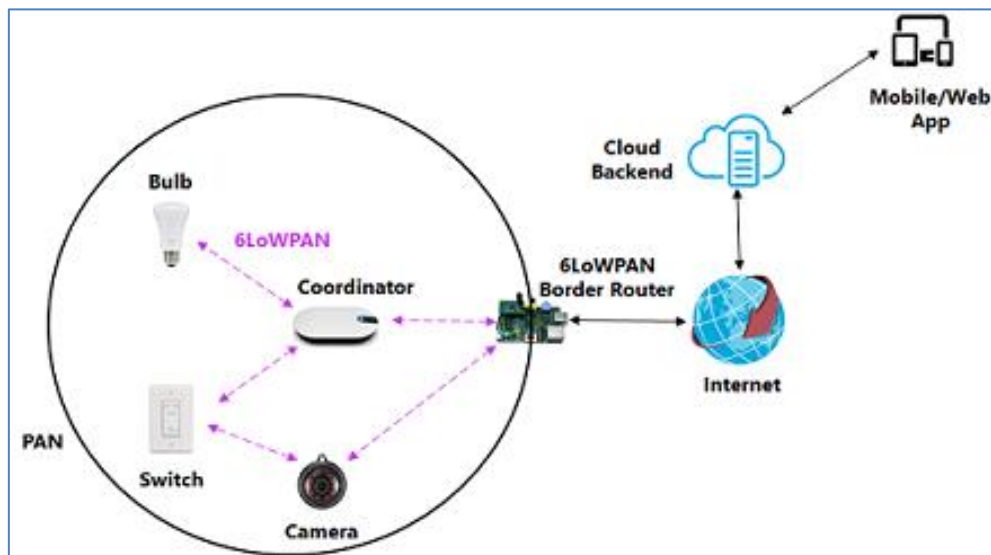 Mobile/Web
App
Cloud
Backend
Bulb
6LoWPAN
Coordinator
6LoWPAN
Border Router
Internet
PAN
Switch
Camera